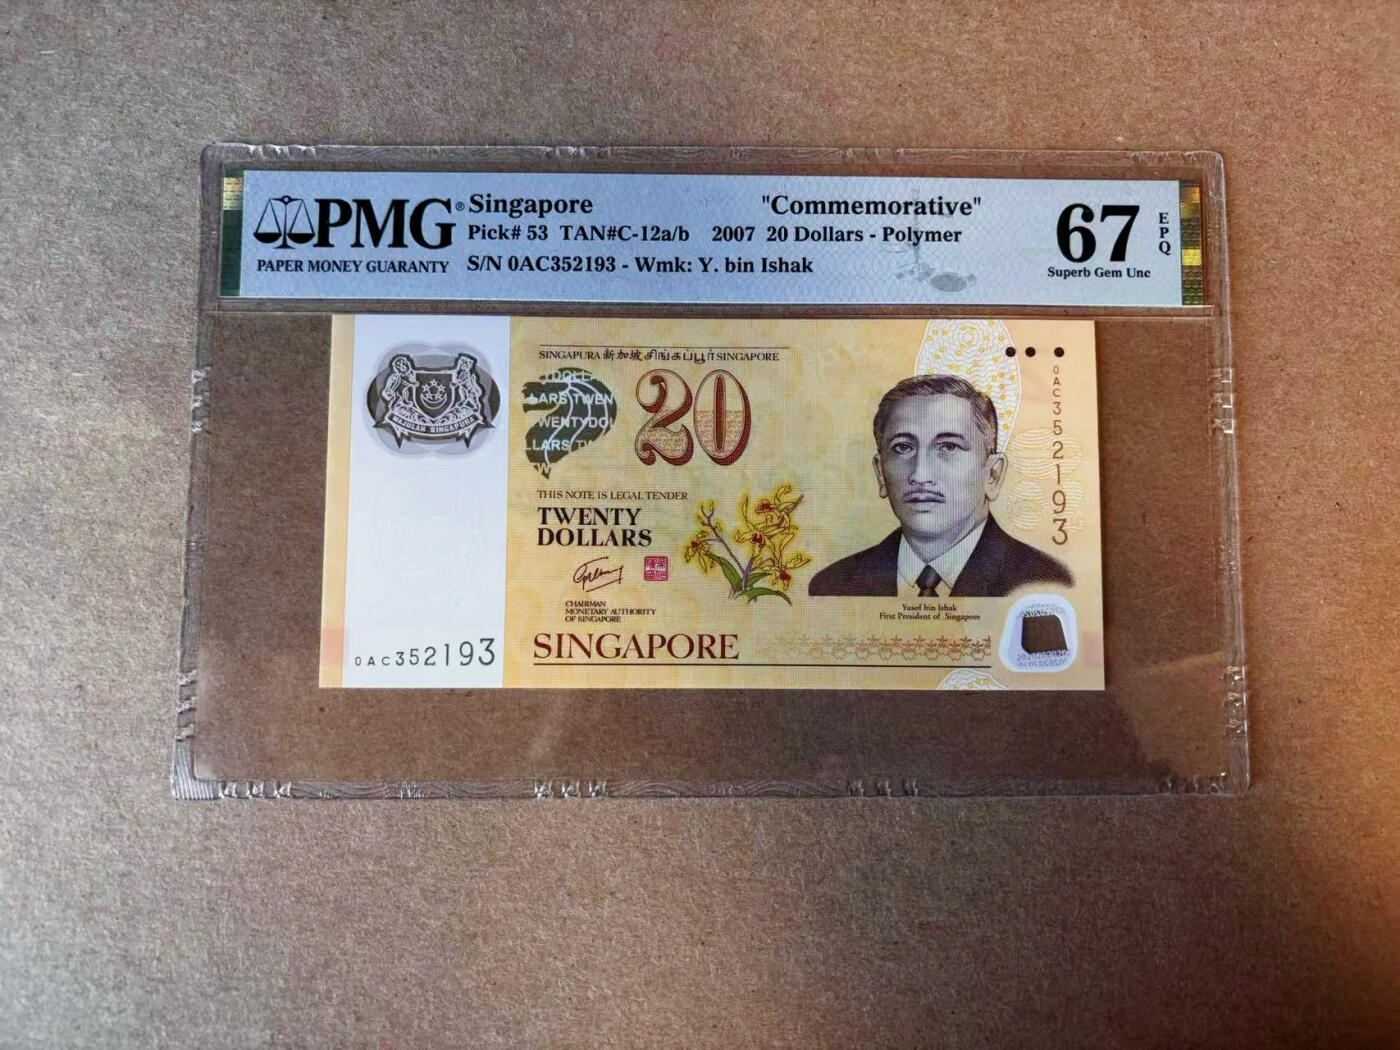 PMG®
PAPER MONEY GUARANTY
Singapore "Commemorative"
Pick# 53 TAN#C-12a/b 2007 20 Dollars - Polymer
S/N 0AC352193 - Wmk: Y. bin Ishak
67
EPQ
Superb Gem Unc
SINGAPURA 新加坡 சிங்கப்பூர் SINGAPORE
20
MAJULAH SINGAPURA
0AC352193
THIS NOTE IS LEGAL TENDER
TWENTY
DOLLARS
CHAIRMAN
MONETARY AUTHORITY
OF SINGAPORE
Yusof bin Ishak
First President of Singapore
SINGAPORE
0AC352193